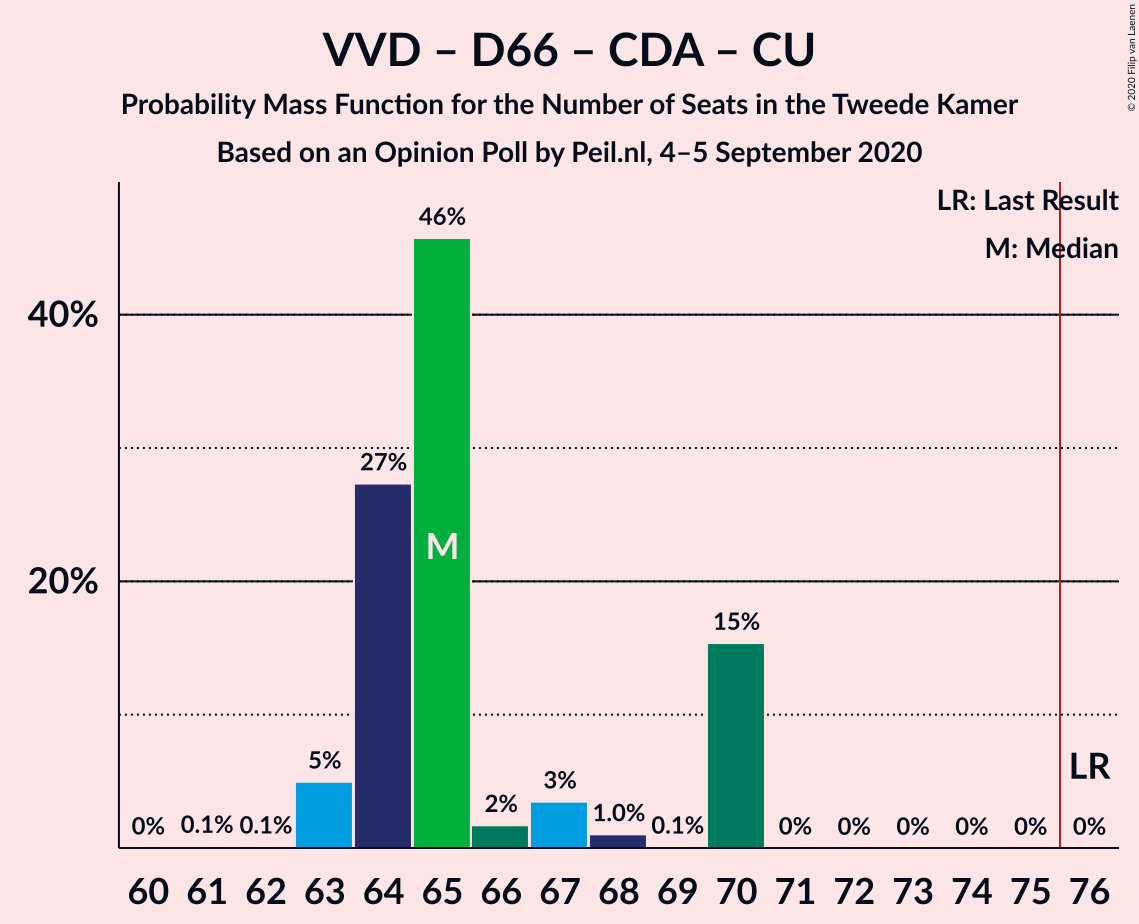 VVD – D66 – CDA – CU
Probability Mass Function for the Number of Seats in the Tweede Kamer
Based on an Opinion Poll by Peil.nl, 4–5 September 2020
© 2020 Filip van Laenen
LR: Last Result
M: Median
46%
40%
27%
M
20%
15%
LR
5%
3%
2%
1.0%
0% 0.1% 0.1% 0.1% 0% 0% 0% 0% 0% 0%
60 61 62 63 64 65 66 67 68 69 70 71 72 73 74 75 76